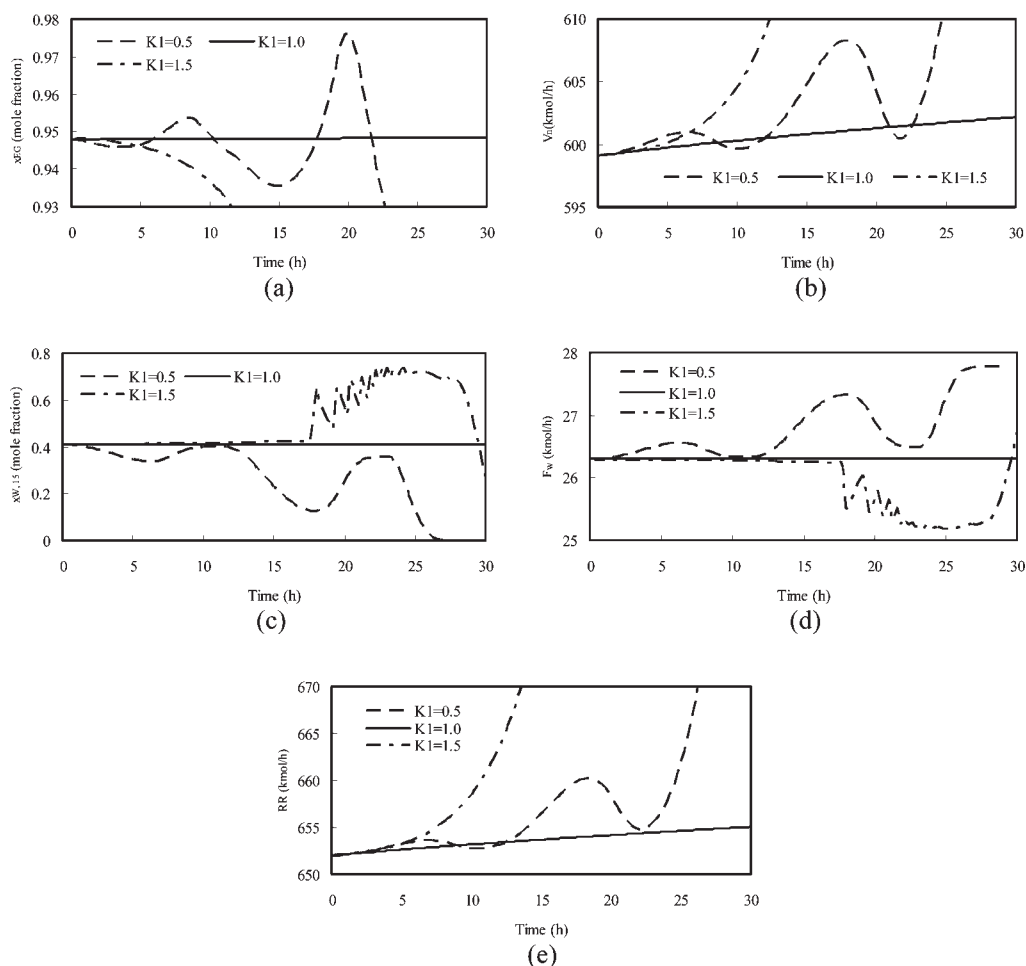 0.98
0.97
0.96
0.95
0.94
0.93
xEG (mole fraction)
K1=0.5 K1=1.0
K1=1.5
0 5 10 15 20 25 30
Time (h)
(a)
610
605
600
595
(kmol/h)
K1=0.5 K1=1.0 K1=1.5
0 5 10 15 20 25 30
Time (h)
(b)
0.8
0.6
0.4
0.2
0
xW,15 (mole fraction)
K1=0.5 K1=1.0
K1=1.5
0 5 10 15 20 25 30
Time (h)
(c)
28
27
26
25
FW (kmol/h)
K1=0.5
K1=1.0
K1=1.5
0 5 10 15 20 25 30
Time (h)
(d)
670
665
660
655
650
RR (kmol/h)
K1=0.5
K1=1.0
K1=1.5
0 5 10 15 20 25 30
Time (h)
(e)